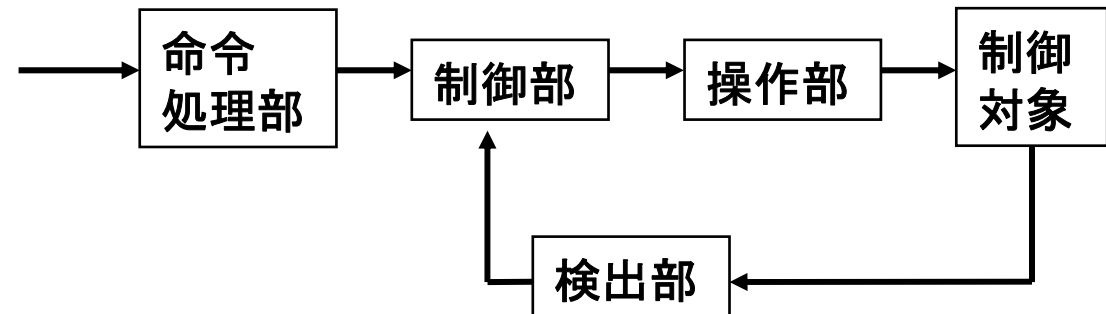 命令
処理部
制御部
操作部
制御
対象
検出部